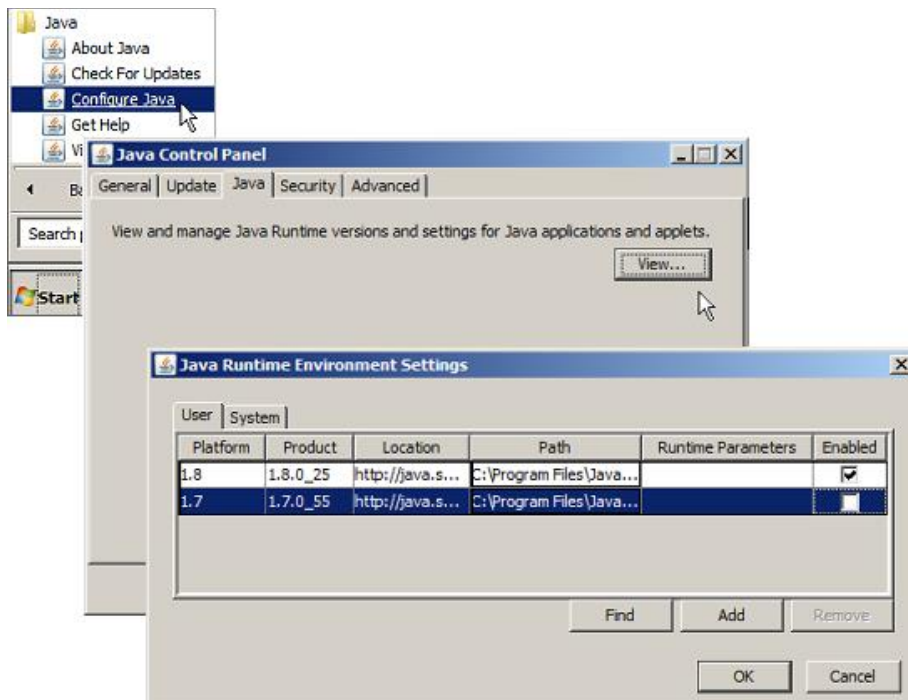 Java
About Java
Check For Updates
Configure Java
Get Help
Vi
Ba
Search p
Start
Java Control Panel
General Update Java Security Advanced
View and manage Java Runtime versions and settings for Java applications and applets.
View...
Java Runtime Environment Settings
User System
Platform Product Location Path Runtime Parameters Enabled
1.8 1.8.0_25 http://java.s... C:\Program Files\Java...
1.7 1.7.0_55 http://java.s... C:\Program Files\Java...
Find Add Remove
OK Cancel